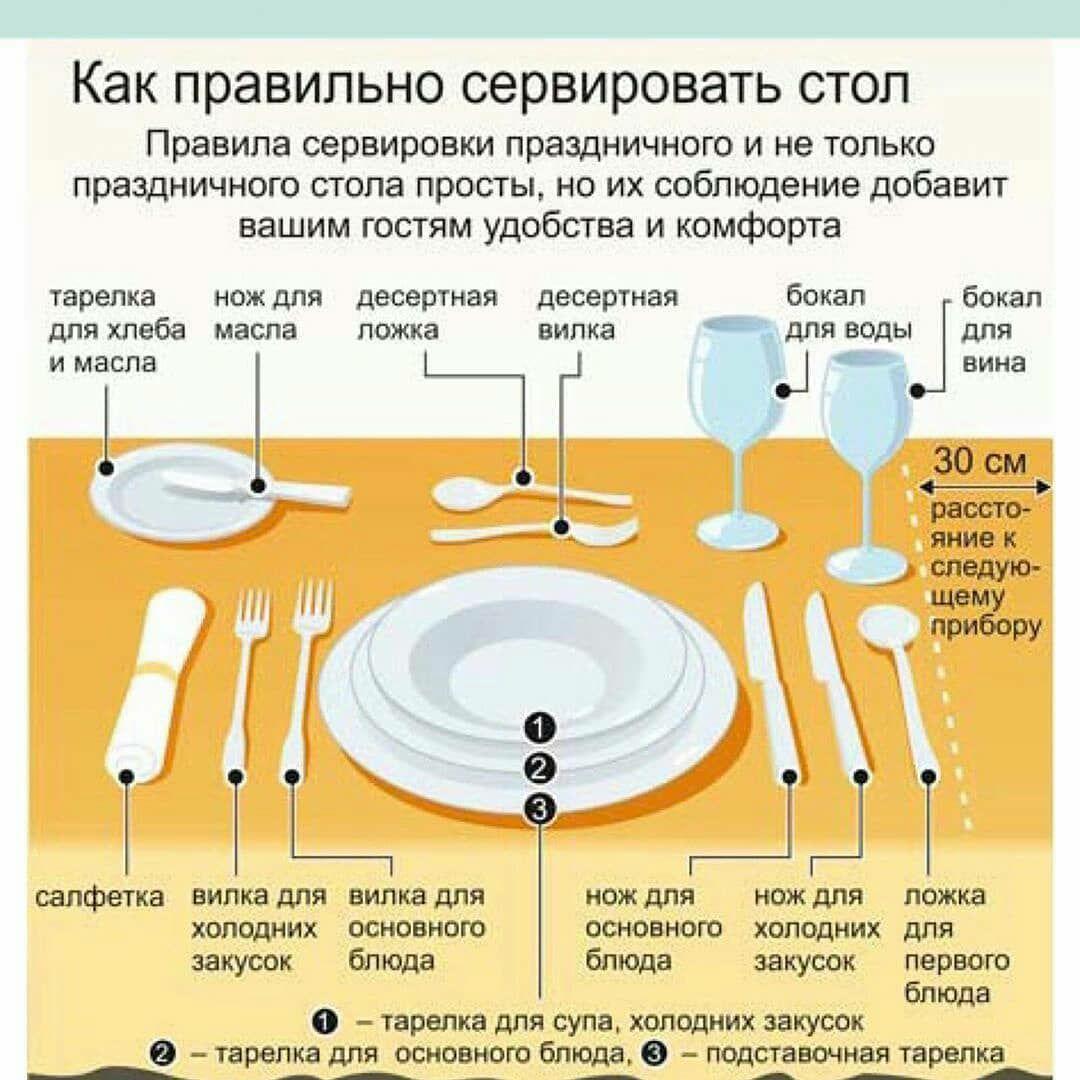 Как правильно сервировать стол
Правила сервировки праздничного и не только
праздничного стола просты, но их соблюдение добавит
вашим гостям удобства и комфорта
тарелка
для хлеба
и масла
нож для
масла
десертная
ложка
десертная
вилка
бокал
для воды
бокал
для
вина
30 см
рассто-
яние к
следую-
щему
прибору
салфетка
вилка для
холодних
закусок
вилка для
основного
блюда
нож для
основного
блюда
нож для
холодних
закусок
ложка
для
первого
блюда
1
2
3
1 – тарелка для супа, холодних закусок
2 – тарелка для основного блюда, 3 – подставочная тарелка